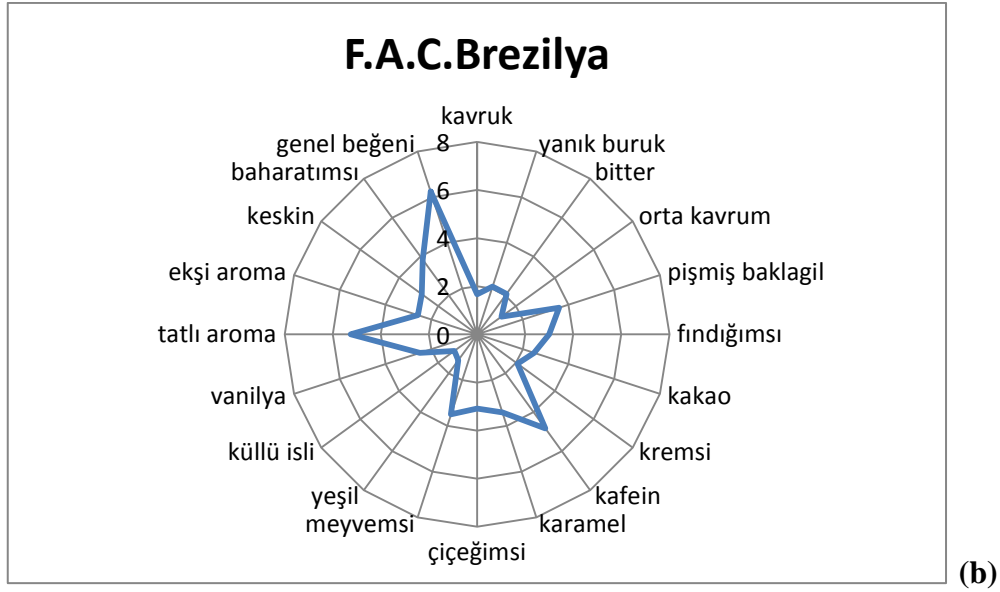 F.A.C.Brezilya
kavruk
yanık buruk
bitter
orta kavrum
pişmiş baklagil
fındığımsı
kakao
kremsi
kafein
karamel
çiçeğimsi
meyvemsi
yeşil
küllü isli
vanilya
tatlı aroma
ekşi aroma
keskin
baharatımsı
genel beğeni
8
6
4
2
0
(b)